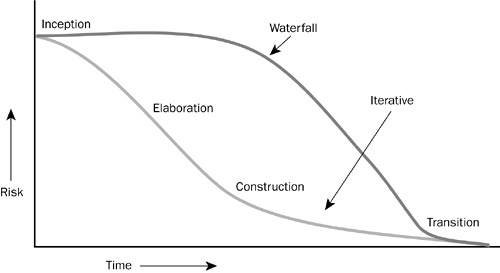 Inception
Waterfall
Iterative
Elaboration
Risk
Construction
Transition
Time